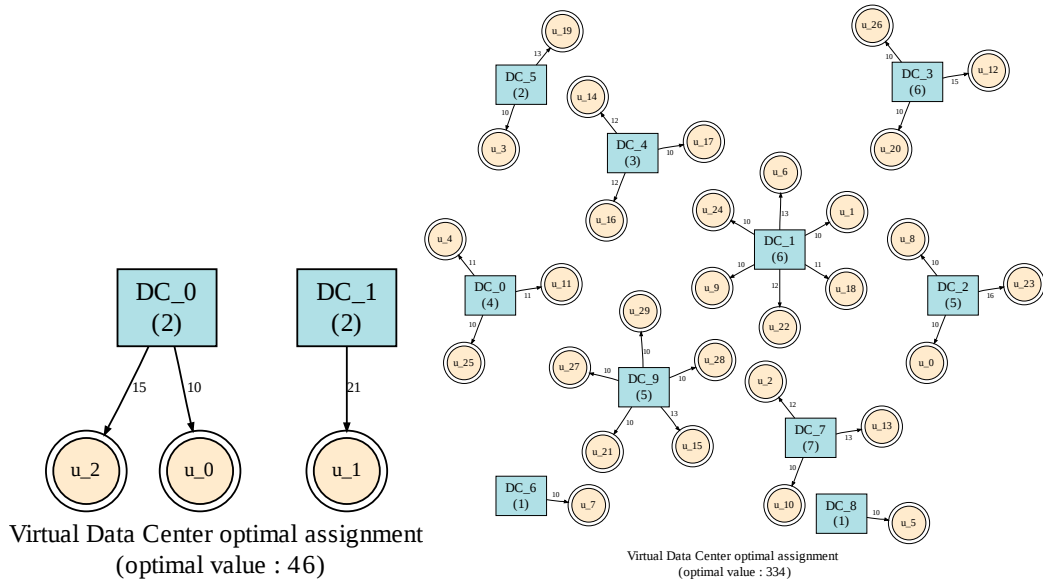 DC_0
(2)
DC_1
(2)
15
10
21
u_2
u_0
u_1
Virtual Data Center optimal assignment
(optimal value : 46)
u_19
13
DC_5
(2)
10
u_3
u_14
12
DC_4
(3)
10
u_17
12
u_16
u_26
10
DC_3
(6)
15
u_12
10
u_20
u_4
11
DC_0
(4)
11
u_11
10
u_25
u_6
u_24
13
u_1
10
10
DC_1
(6)
10
11
u_9
u_18
12
u_22
u_8
10
DC_2
(5)
16
u_23
10
u_0
u_29
10
u_27
10
u_28
10
DC_9
(5)
10
13
u_21
u_15
u_2
12
DC_7
(7)
13
u_13
10
u_10
DC_6
(1)
10
u_7
DC_8
(1)
10
u_5
Virtual Data Center optimal assignment
(optimal value : 334)